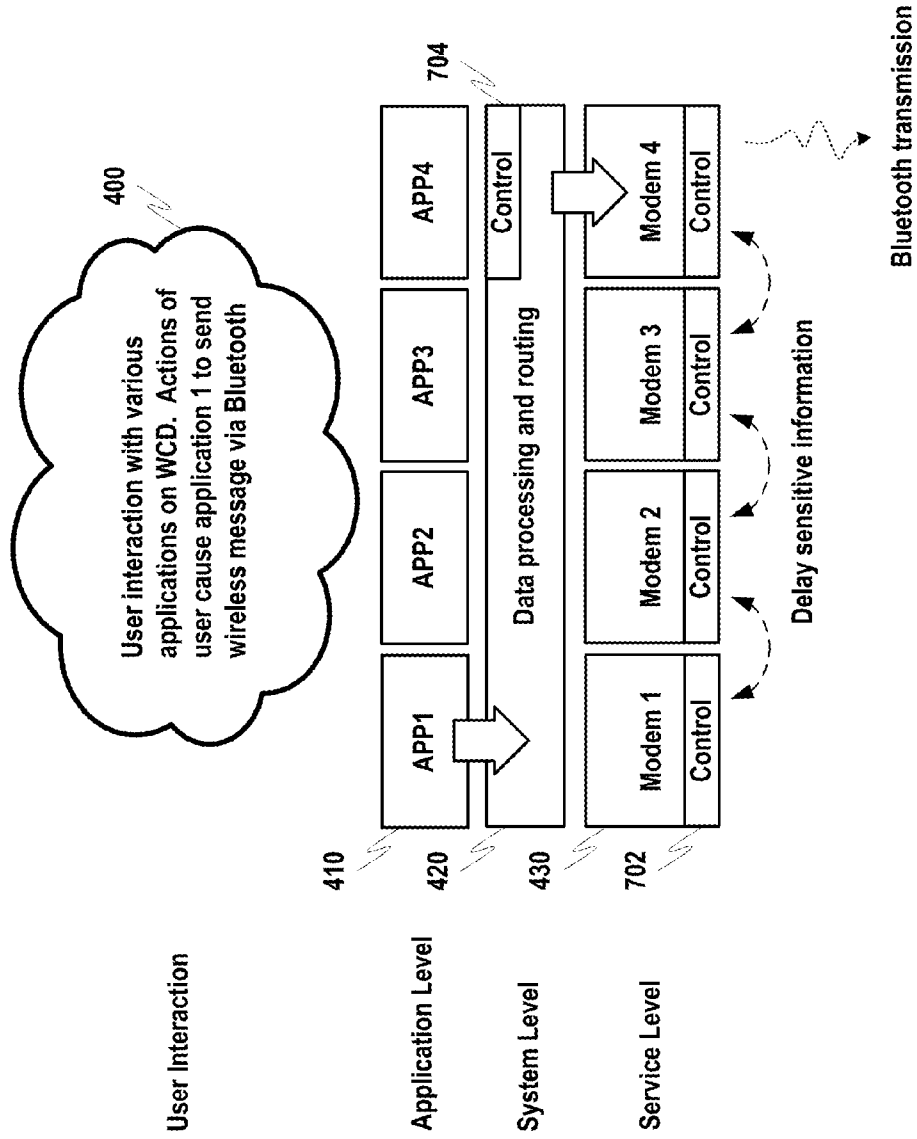 User Interaction
400
User interaction with various
applications on WCD. Actions of
user cause application 1 to send
wireless message via Bluetooth
Application Level
410
APP1
APP2
APP3
APP4
704
System Level
420
Data processing and routing
Control
Service Level
430
Modem 1
Modem 2
Modem 3
Modem 4
702
Control
Control
Control
Control
Delay sensitive information
Bluetooth transmission